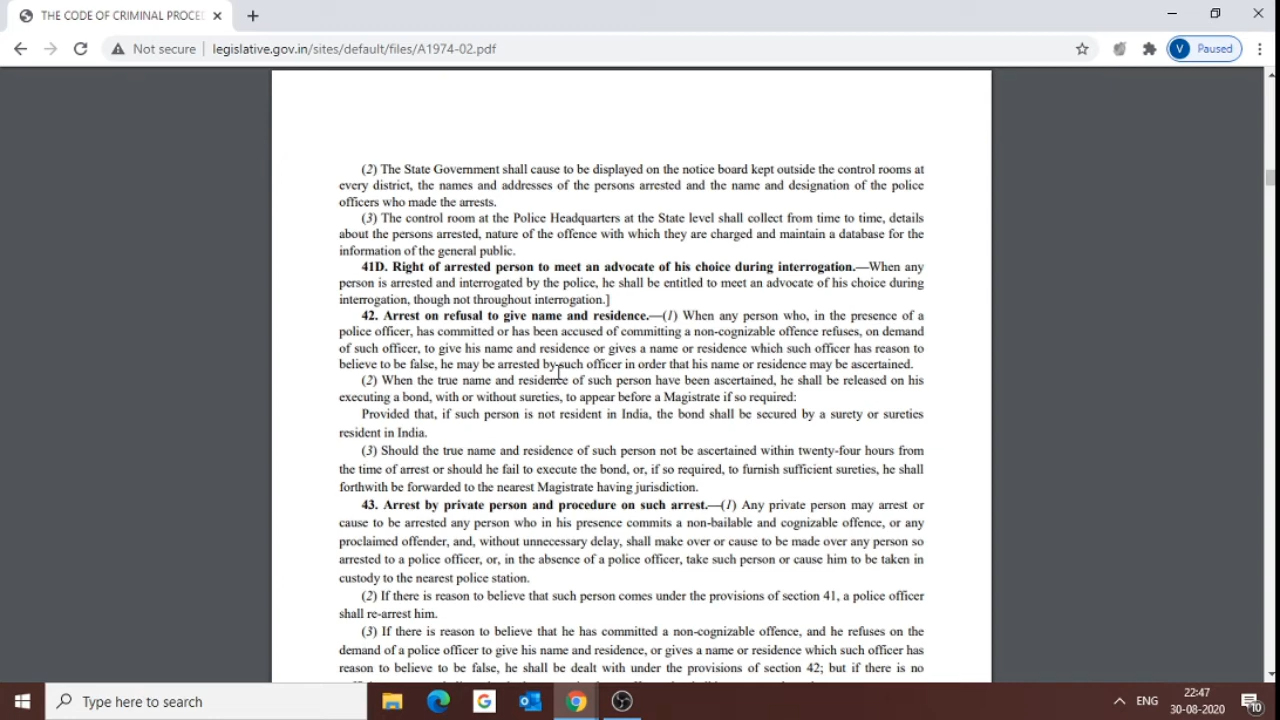 THE CODE OF CRIMINAL PROCED
Not secure | legislative.gov.in/sites/default/files/A1974-02.pdf
V Paused
(2) The State Government shall cause to be displayed on the notice board kept outside the control rooms at
every district, the names and addresses of the persons arrested and the name and designation of the police
officers who made the arrests.
(3) The control room at the Police Headquarters at the State level shall collect from time to time, details
about the persons arrested, nature of the offence with which they are charged and maintain a database for the
information of the general public.
41D. Right of arrested person to meet an advocate of his choice during interrogation.—When any
person is arrested and interrogated by the police, he shall be entitled to meet an advocate of his choice during
interrogation, though not throughout interrogation.]
42. Arrest on refusal to give name and residence.—(1) When any person who, in the presence of a
police officer, has committed or has been accused of committing a non-cognizable offence refuses, on demand
of such officer, to give his name and residence or gives a name or residence which such officer has reason to
believe to be false, he may be arrested by such officer in order that his name or residence may be ascertained.
(2) When the true name and residence of such person have been ascertained, he shall be released on his
executing a bond, with or without sureties, to appear before a Magistrate if so required:
Provided that, if such person is not resident in India, the bond shall be secured by a surety or sureties
resident in India.
(3) Should the true name and residence of such person not be ascertained within twenty-four hours from
the time of arrest or should he fail to execute the bond, or, if so required, to furnish sufficient sureties, he shall
forthwith be forwarded to the nearest Magistrate having jurisdiction.
43. Arrest by private person and procedure on such arrest.—(1) Any private person may arrest or
cause to be arrested any person who in his presence commits a non-bailable and cognizable offence, or any
proclaimed offender, and, without unnecessary delay, shall make over or cause to be made over any person so
arrested to a police officer, or, in the absence of a police officer, take such person or cause him to be taken in
custody to the nearest police station.
(2) If there is reason to believe that such person comes under the provisions of section 41, a police officer
shall re-arrest him.
(3) If there is reason to believe that he has committed a non-cognizable offence, and he refuses on the
demand of a police officer to give his name and residence, or gives a name or residence which such officer has
reason to believe to be false, he shall be dealt with under the provisions of section 42; but if there is no
Type here to search
ENG
22:47
30-08-2020
10